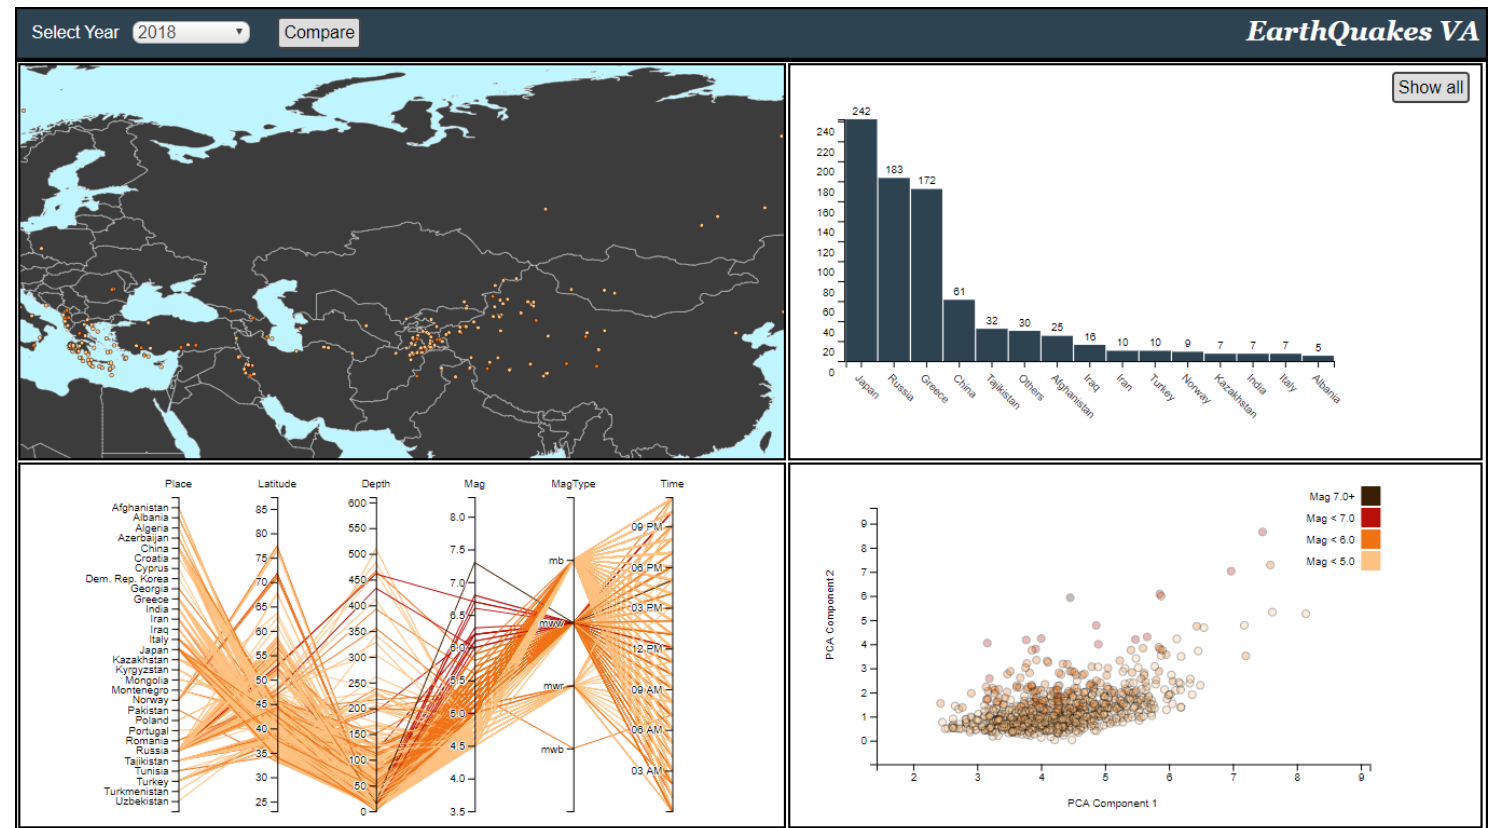 Select Year 2018 Compare EarthQuakes VA
Show all
242
183
172
61
32
30
25
16
10
10
9
7
7
7
5
240
220
200
180
160
140
120
100
80
60
40
20
0
Japan
Russia
Greece
China
Tajikistan
Others
Afghanistan
Iraq
Iran
Turkey
Norway
Kazakhstan
India
Italy
Albania
Place Latitude Depth Mag MagType Time
Afghanistan
Albania
Algeria
Azerbaijan
China
Croatia
Cyprus
Dem. Rep. Korea
Georgia
Greece
India
Iran
Iraq
Italy
Japan
Kazakhstan
Kyrgyzstan
Mongolia
Montenegro
Norway
Pakistan
Poland
Portugal
Romania
Russia
Tajikistan
Tunisia
Turkey
Turkmenistan
Uzbekistan
85
80
75
70
65
60
55
50
45
40
35
30
25
600
550
500
450
400
350
300
250
200
150
100
50
0
8.0
7.5
7.0
6.5
6.0
5.5
5.0
4.5
4.0
3.5
mb
mww
mwr
mwb
09 PM
06 PM
03 PM
12 PM
09 AM
06 AM
03 AM
Mag 7.0+
Mag < 7.0
Mag < 6.0
Mag < 5.0
PCA Component2
9
8
7
6
5
4
3
2
1
0
2 3 4 5 6 7 8 9
PCA Component 1